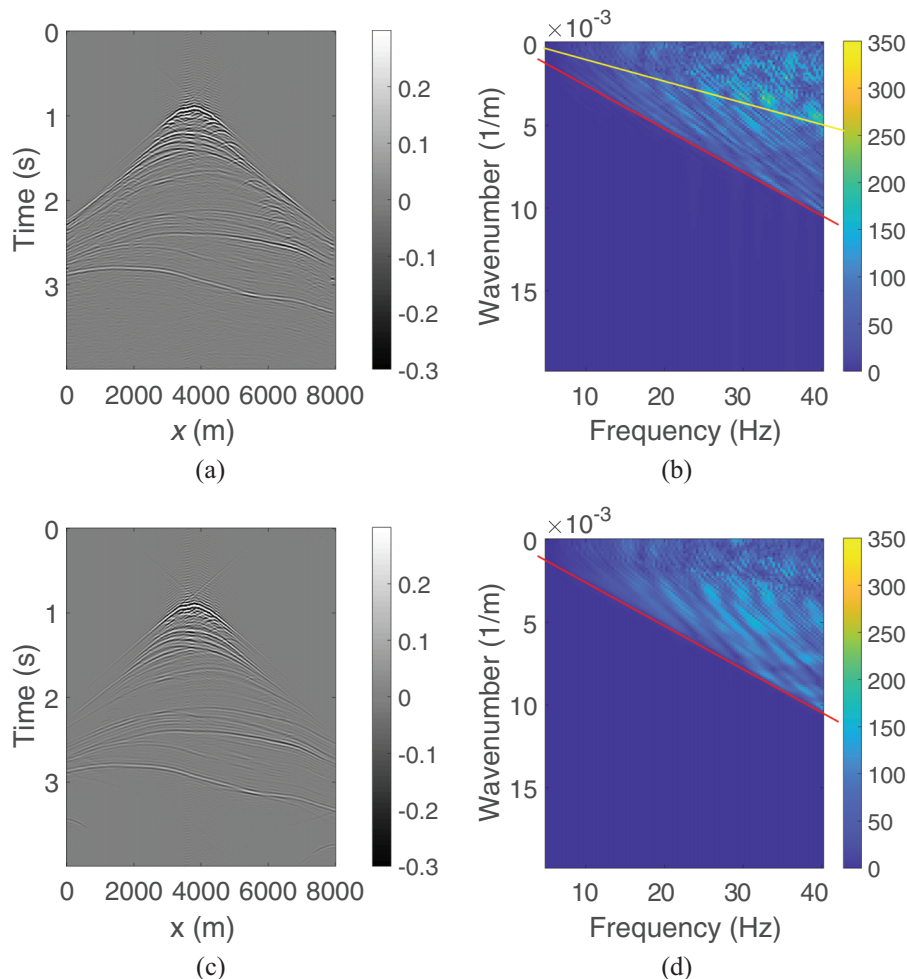 0
1
2
3
Time (s)
0 2000 4000 6000 8000
x (m)
0.2
0.1
0
-0.1
-0.2
-0.3
(a)
×10⁻³
0
5
10
15
Wavenumber (1/m)
10 20 30 40
Frequency (Hz)
350
300
250
200
150
100
50
0
(b)
0
1
2
3
Time (s)
0 2000 4000 6000 8000
x (m)
0.2
0.1
0
-0.1
-0.2
-0.3
(c)
×10⁻³
0
5
10
15
Wavenumber (1/m)
10 20 30 40
Frequency (Hz)
350
300
250
200
150
100
50
0
(d)